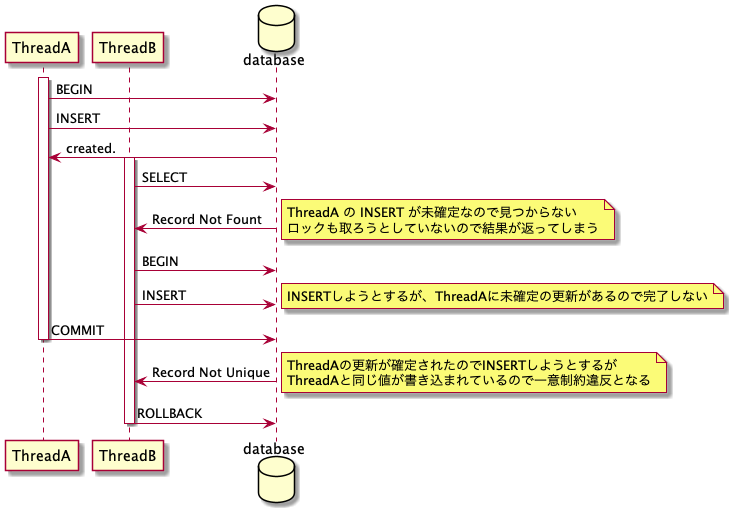 ThreadA
ThreadB
database
BEGIN
INSERT
created.
SELECT
Record Not Fount
ThreadA の INSERT が未確定なので見つからない
ロックも取ろうとしていないので結果が返ってしまう
BEGIN
INSERT
INSERTしようとするが、ThreadAに未確定の更新があるので完了しない
COMMIT
Record Not Unique
ThreadAの更新が確定されたのでINSERTしようとするが
ThreadAと同じ値が書き込まれているので一意制約違反となる
ROLLBACK
ThreadA
ThreadB
database